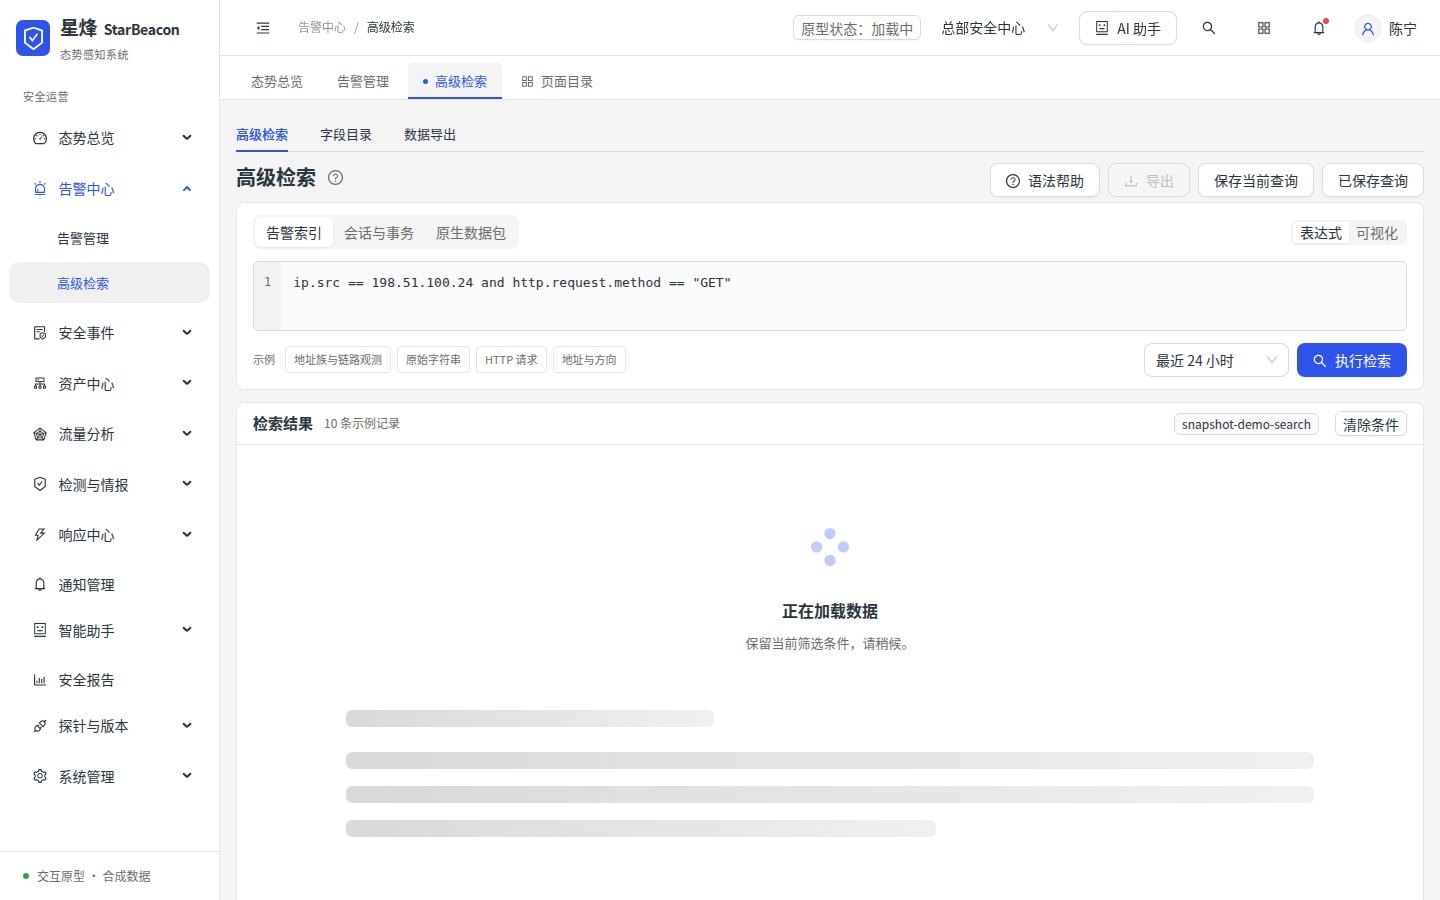 星烽 StarBeacon
态势感知系统
安全运营
态势总览
告警中心
告警管理
高级检索
安全事件
资产中心
流量分析
检测与情报
响应中心
通知管理
智能助手
安全报告
探针与版本
系统管理
交互原型 · 合成数据
告警中心 / 高级检索
原型状态：加载中
总部安全中心
AI 助手
陈宁
态势总览 告警管理 高级检索 页面目录
高级检索 字段目录 数据导出
高级检索
语法帮助 导出 保存当前查询 已保存查询
告警索引 会话与事务 原生数据包
表达式 可视化
1 ip.src == 198.51.100.24 and http.request.method == "GET"
示例 地址族与链路观测 原始字符串 HTTP 请求 地址与方向
最近 24 小时 执行检索
检索结果 10 条示例记录
snapshot-demo-search 清除条件
正在加载数据
保留当前筛选条件，请稍候。